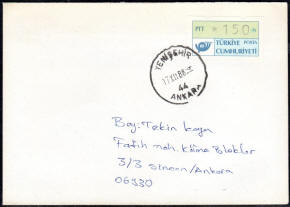 PTT *150*
TÜRKİYE POSTA
CUMHURİYETİ
YENİŞEHİR
17.XII.88
44
ANKARA
Bay: Tekin Kaya
Fatih mah. Küme Bloklar
3/3 Sincan/Ankara
06930